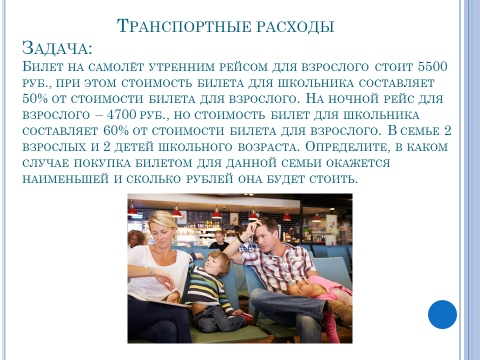 Транспортные расходы
Задача:
Билет на самолёт утренним рейсом для взрослого стоит 5500
руб., при этом стоимость билета для школьника составляет
50% от стоимости билета для взрослого. На ночной рейс для
взрослого – 4700 руб., но стоимость билет для школьника
составляет 60% от стоимости билета для взрослого. В семье 2
взрослых и 2 детей школьного возраста. Определите, в каком
случае покупка билетом для данной семьи окажется
наименьшей и сколько рублей она будет стоить.